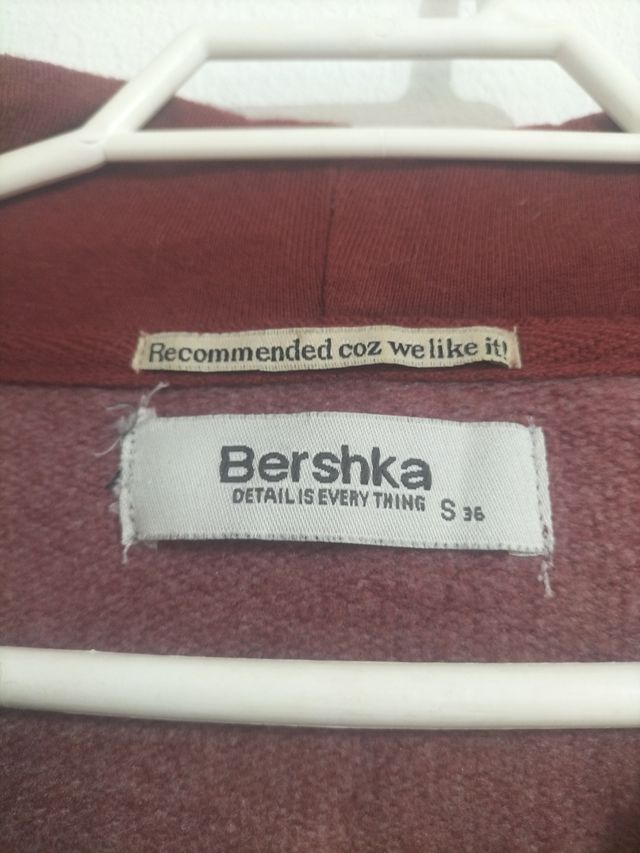 Recommended coz we like it!
Bershka
DETAIL IS EVERY THING
S 36